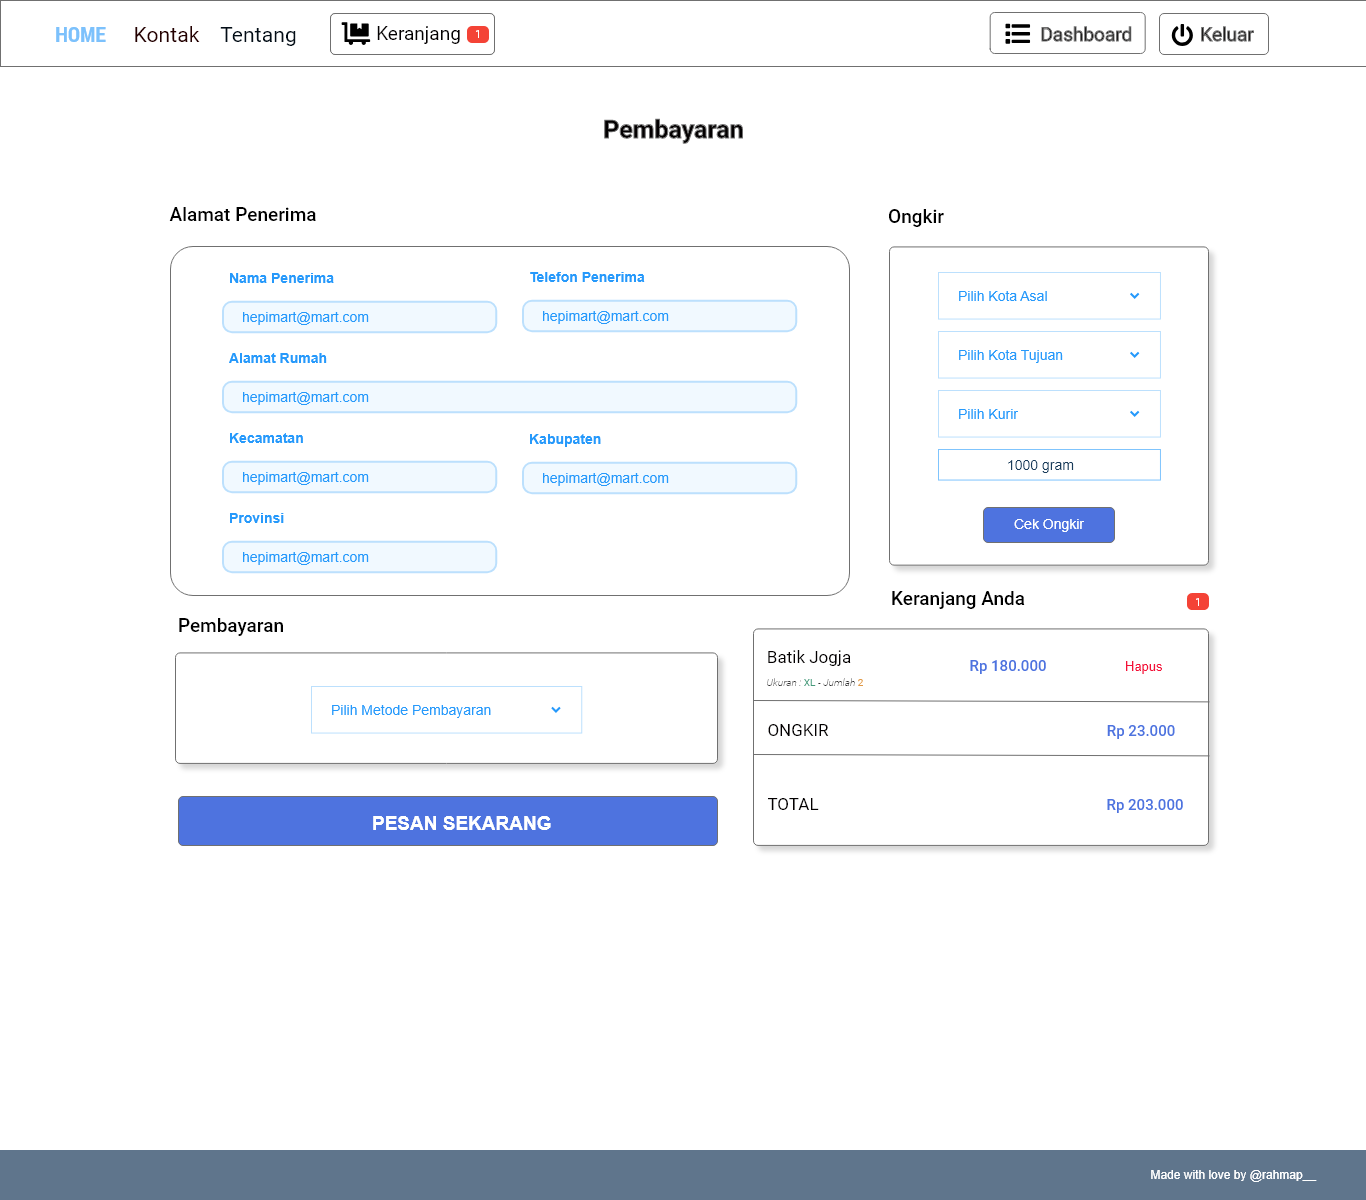 HOME Kontak Tentang Keranjang 1 Dashboard Keluar
Pembayaran
Alamat Penerima
Nama Penerima Telefon Penerima
hepimart@mart.com hepimart@mart.com
Alamat Rumah
hepimart@mart.com
Kecamatan Kabupaten
hepimart@mart.com hepimart@mart.com
Provinsi
hepimart@mart.com
Ongkir
Pilih Kota Asal
Pilih Kota Tujuan
Pilih Kurir
1000 gram
Cek Ongkir
Pembayaran
Pilih Metode Pembayaran
PESAN SEKARANG
Keranjang Anda 1
Batik Jogja Rp 180.000 Hapus
Ukuran : XL - Jumlah 2
ONGKIR Rp 23.000
TOTAL Rp 203.000
Made with love by @rahmap__